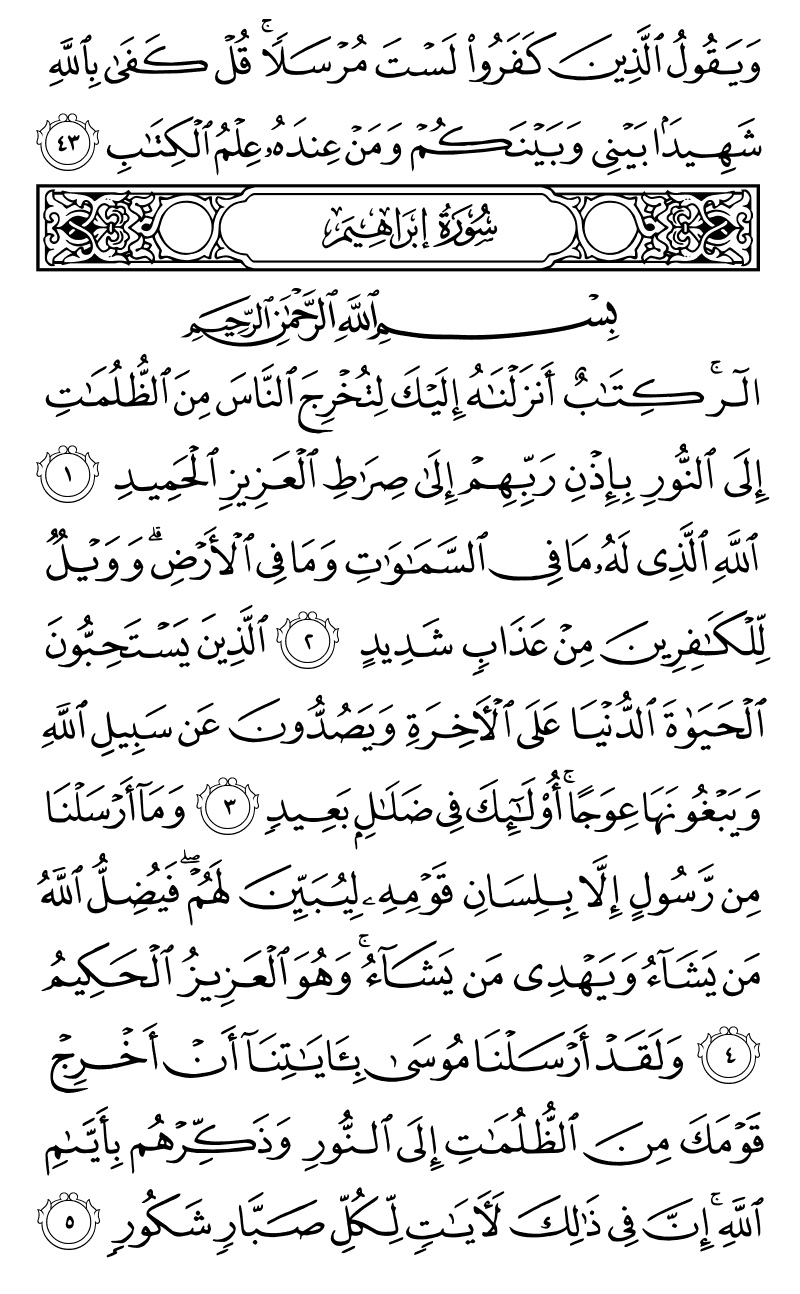 وَيَقُولُ ٱلَّذِينَ كَفَرُوا۟ لَسْتَ مُرْسَلًا ۚ قُلْ كَفَىٰ بِٱللَّهِ
شَهِيدًۢا بَيْنِى وَبَيْنَكُمْ وَمَنْ عِندَهُۥ عِلْمُ ٱلْكِتَٰبِ ٤٣
سُورَةُ إبراهِيم
بِسْمِ ٱللَّهِ ٱلرَّحْمَٰنِ ٱلرَّحِيمِ
الٓر ۚ كِتَٰبٌ أَنزَلْنَٰهُ إِلَيْكَ لِتُخْرِجَ ٱلنَّاسَ مِنَ ٱلظُّلُمَٰتِ
إِلَى ٱلنُّورِ بِإِذْنِ رَبِّهِمْ إِلَىٰ صِرَٰطِ ٱلْعَزِيزِ ٱلْحَمِيدِ ١
ٱللَّهِ ٱلَّذِى لَهُۥ مَا فِى ٱلسَّمَٰوَٰتِ وَمَا فِى ٱلْأَرْضِ ۗ وَوَيْلٌ
لِّلْكَٰفِرِينَ مِنْ عَذَابٍ شَدِيدٍ ٢ ٱلَّذِينَ يَسْتَحِبُّونَ
ٱلْحَيَوٰةَ ٱلدُّنْيَا عَلَى ٱلْءَاخِرَةِ وَيَصُدُّونَ عَن سَبِيلِ ٱللَّهِ
وَيَبْغُونَهَا عِوَجًا ۚ أُو۟لَٰٓئِكَ فِى ضَلَٰلٍۭ بَعِيدٍ ٣ وَمَآ أَرْسَلْنَا
مِن رَّسُولٍ إِلَّا بِلِسَانِ قَوْمِهِۦ لِيُبَيِّنَ لَهُمْ ۖ فَيُضِلُّ ٱللَّهُ
مَن يَشَآءُ وَيَهْدِى مَن يَشَآءُ ۚ وَهُوَ ٱلْعَزِيزُ ٱلْحَكِيمُ
٤ وَلَقَدْ أَرْسَلْنَا مُوسَىٰ بِـَٔايَٰتِنَآ أَنْ أَخْرِجْ
قَوْمَكَ مِنَ ٱلظُّلُمَٰتِ إِلَى ٱلنُّورِ وَذَكِّرْهُم بِأَيَّىٰمِ
ٱللَّهِ ۚ إِنَّ فِى ذَٰلِكَ لَءَايَٰتٍ لِّكُلِّ صَبَّارٍ شَكُورٍ ٥